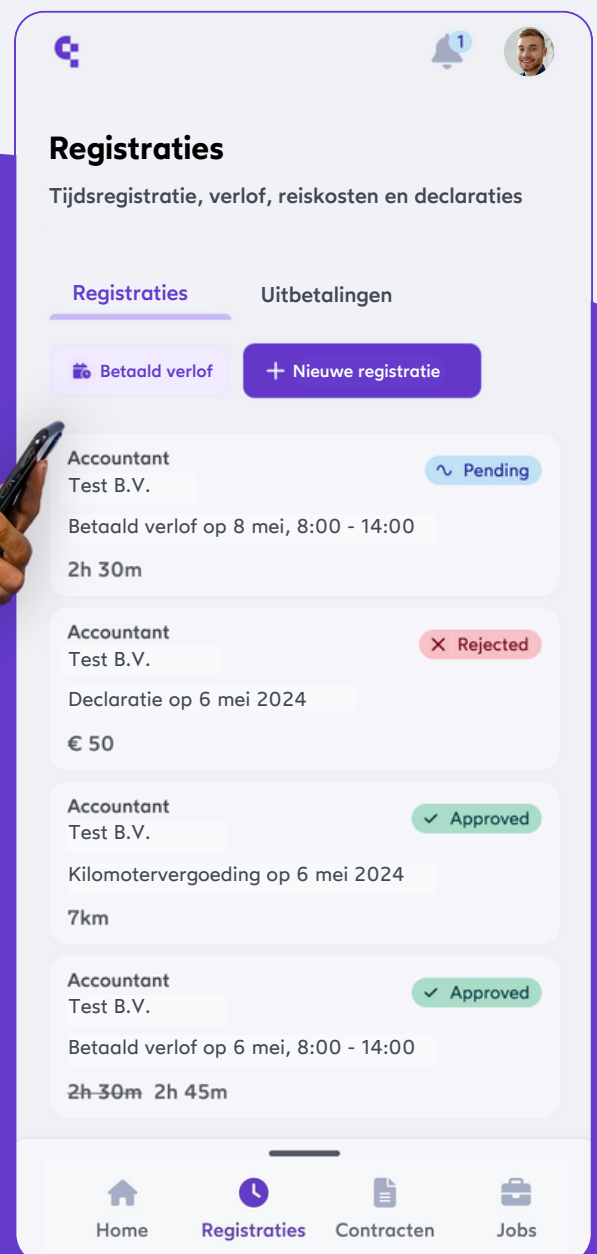 1
Registraties
Tijdsregistratie, verlof, reiskosten en declaraties
Registraties
Uitbetalingen
Betaald verlof
Nieuwe registratie
Accountant
Pending
Test B.V.
Betaald verlof op 8 mei, 8:00 - 14:00
2h 30m
Accountant
Rejected
Test B.V.
Declaratie op 6 mei 2024
€ 50
Accountant
Approved
Test B.V.
Kilomotervergoeding op 6 mei 2024
7km
Accountant
Approved
Test B.V.
Betaald verlof op 6 mei, 8:00 - 14:00
2h 30m 2h 45m
Home
Registraties
Contracten
Jobs